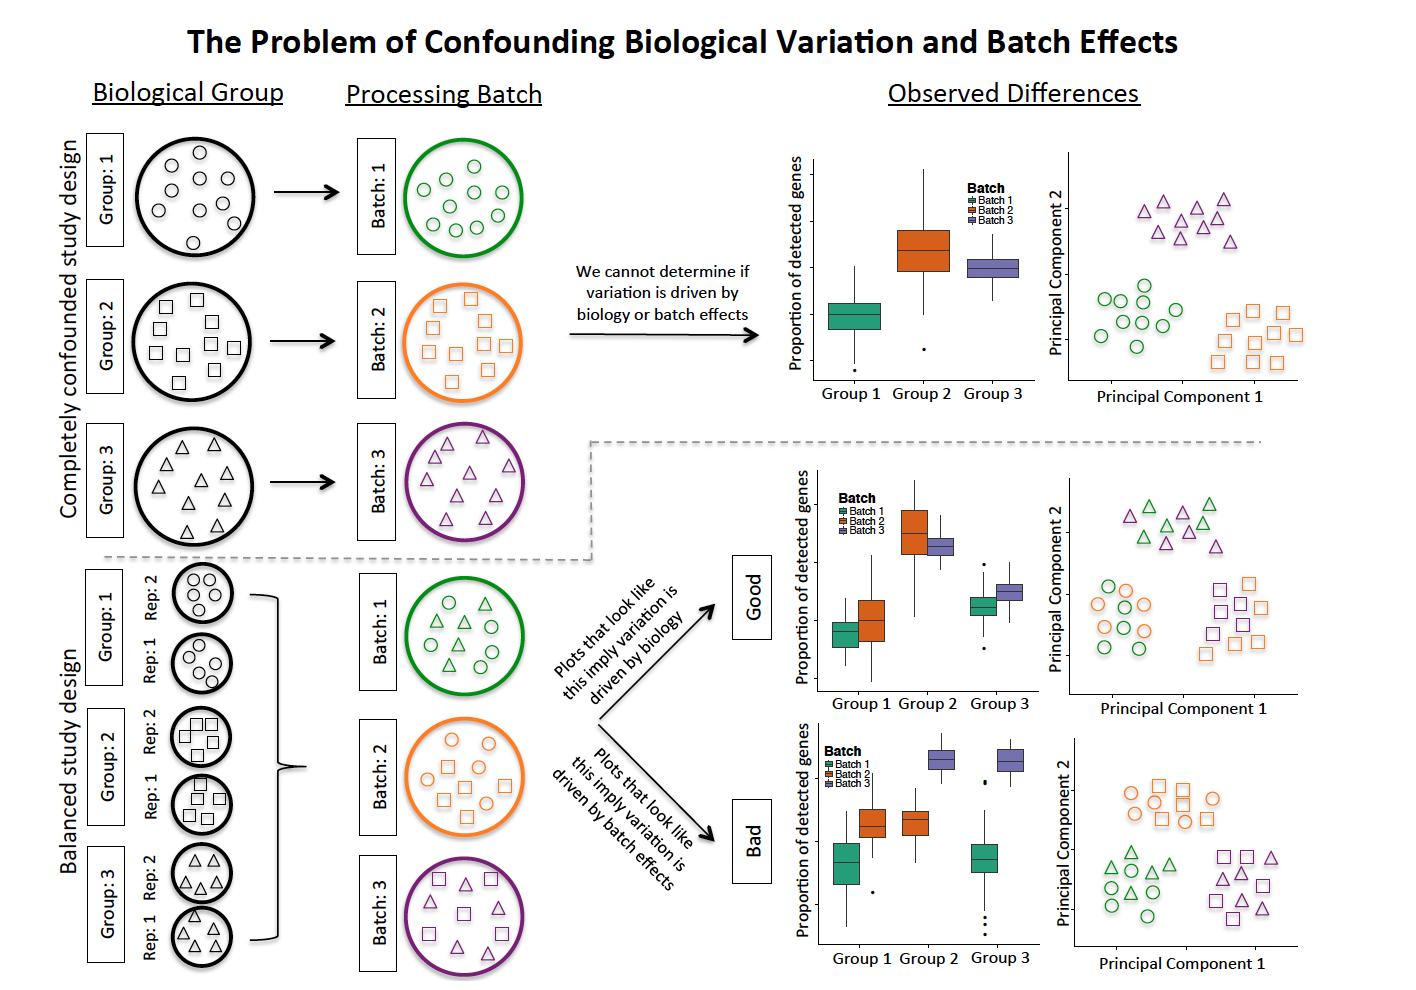 The Problem of Confounding Biological Variation and Batch Effects
Biological Group
Processing Batch
Observed Differences
Completely confounded study design
Group: 1
Group: 2
Group: 3
Batch: 1
Batch: 2
Batch: 3
We cannot determine if
variation is driven by
biology or batch effects
Proportion of detected genes
Batch
Batch 1
Batch 2
Batch 3
Group 1
Group 2
Group 3
Principal Component 2
Principal Component 1
Balanced study design
Group: 1
Rep: 2
Rep: 1
Group: 2
Rep: 2
Rep: 1
Group: 3
Rep: 2
Rep: 1
Batch: 1
Batch: 2
Batch: 3
Plots that look like
this imply variation is
driven by biology
Good
Proportion of detected genes
Batch
Batch 1
Batch 2
Batch 3
Group 1
Group 2
Group 3
Principal Component 2
Principal Component 1
Plots that look like
this imply variation is
driven by batch effects
Bad
Proportion of detected genes
Batch
Batch 1
Batch 2
Batch 3
Group 1
Group 2
Group 3
Principal Component 2
Principal Component 1